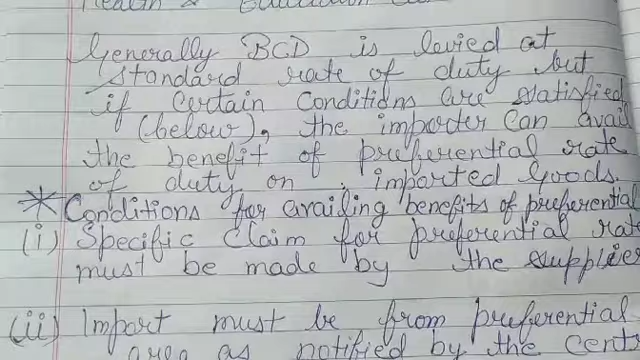 Health &
Generally BCD is levied at
standard rate of duty but
if certain conditions are satisfied
(below), the importer can avail
the benefit of preferential rate
of duty on imported goods.
* Conditions for availing benefits of preferential
(i) Specific claim for preferential rate
must be made by the supplier
(ii) Import must be from preferential
area as notified by the Cent